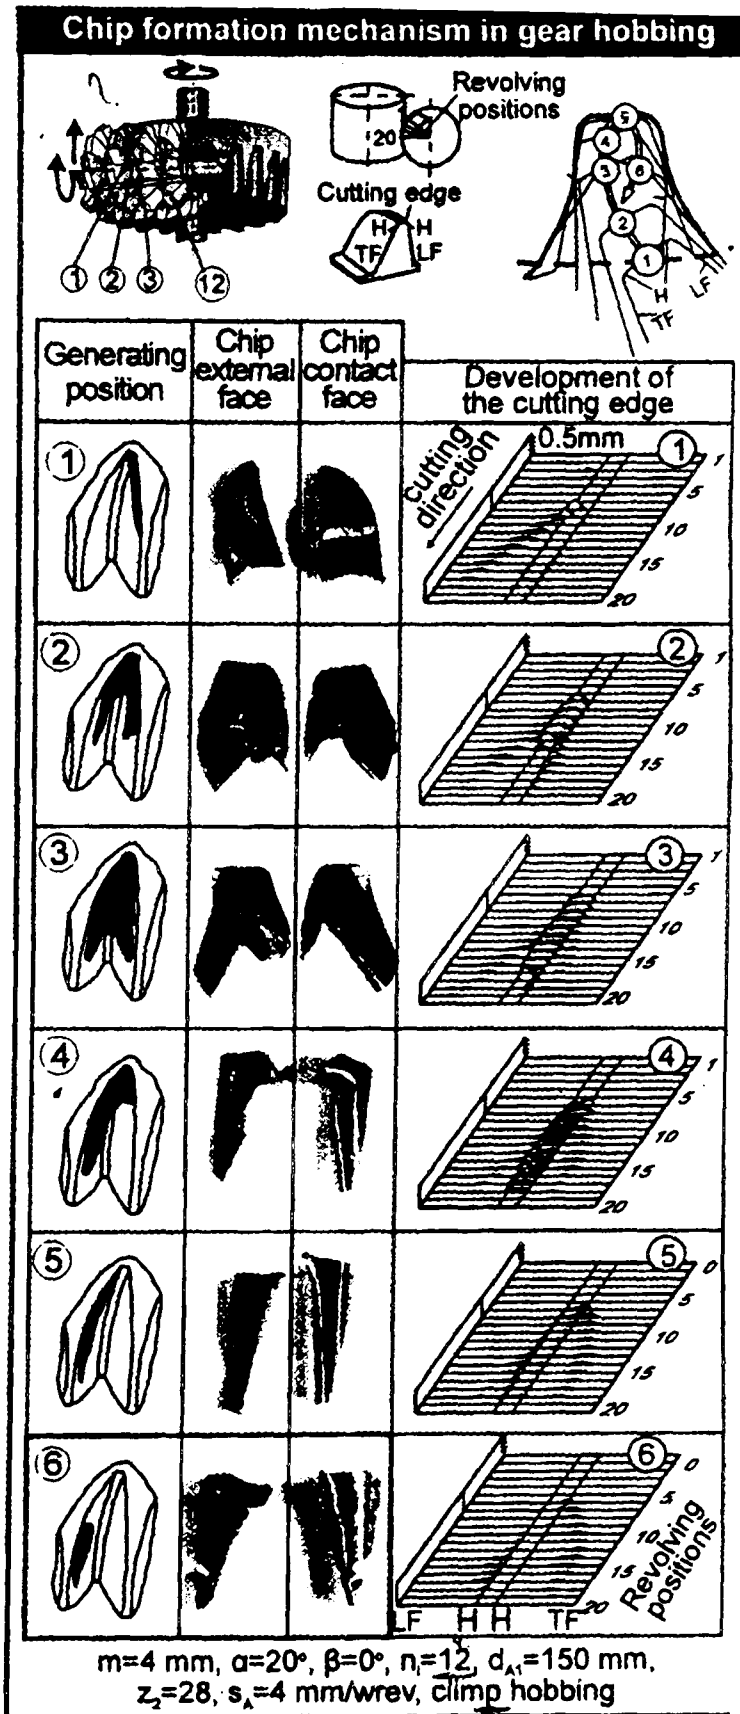 Chip formation mechanism in gear hobbing
Revolving
positions
20
Cutting edge
H H
TF LF
1 2 3 12
5
4
3 6
2
1
H
TF
LF
Generating
position
Chip
external
face
Chip
contact
face
Development of
the cutting edge
1
cutting
direction
0.5mm
1
1
5
10
15
20
2
2
1
5
10
15
20
3
3
1
5
10
15
20
4
4
1
5
10
15
20
5
5
0
5
10
15
20
6
6
0
5
10
15
20
Revolving
positions
LF H H TF
m=4 mm, α=20°, β=0°, nᵢ=12, d_A1=150 mm,
z₂=28, s_A=4 mm/wrev, climp hobbing